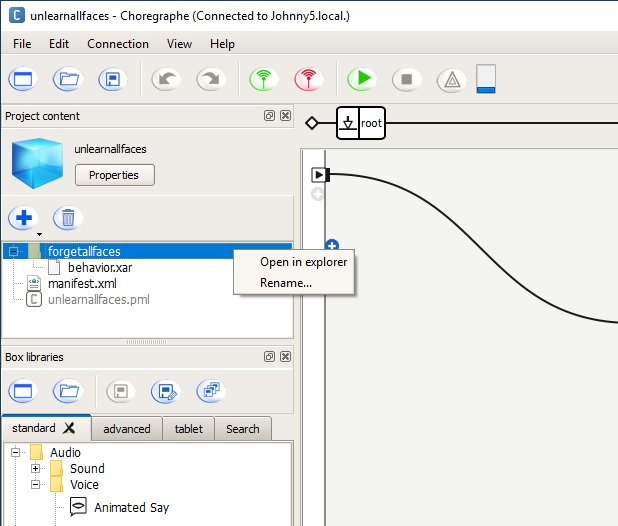 unlearnallfaces - Choregraphe (Connected to Johnny5.local.)
File Edit Connection View Help
Project content
root
unlearnallfaces
Properties
forgetallfaces
behavior.xar
manifest.xml
unlearnallfaces.pml
Open in explorer
Rename...
Box libraries
standard advanced tablet Search
Audio
Sound
Voice
Animated Say